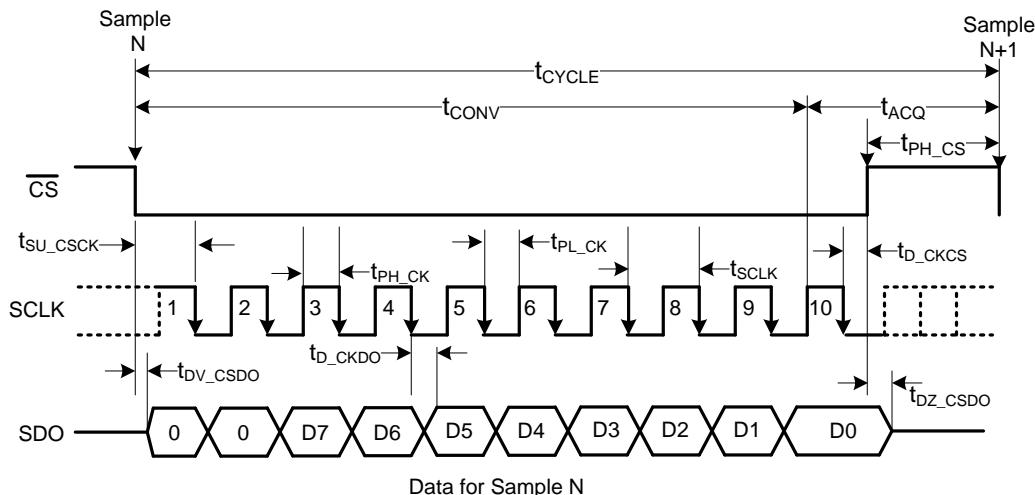 Sample
N
Sample
N+1
tCYCLE
tCONV
tACQ
tPH_CS
CS
tSU_CSCK
tPH_CK
tPL_CK
tSCLK
tD_CKCS
SCLK
1 2 3 4 5 6 7 8 9 10
tDV_CSDO
tD_CKDO
tDZ_CSDO
SDO
0 0 D7 D6 D5 D4 D3 D2 D1 D0
Data for Sample N